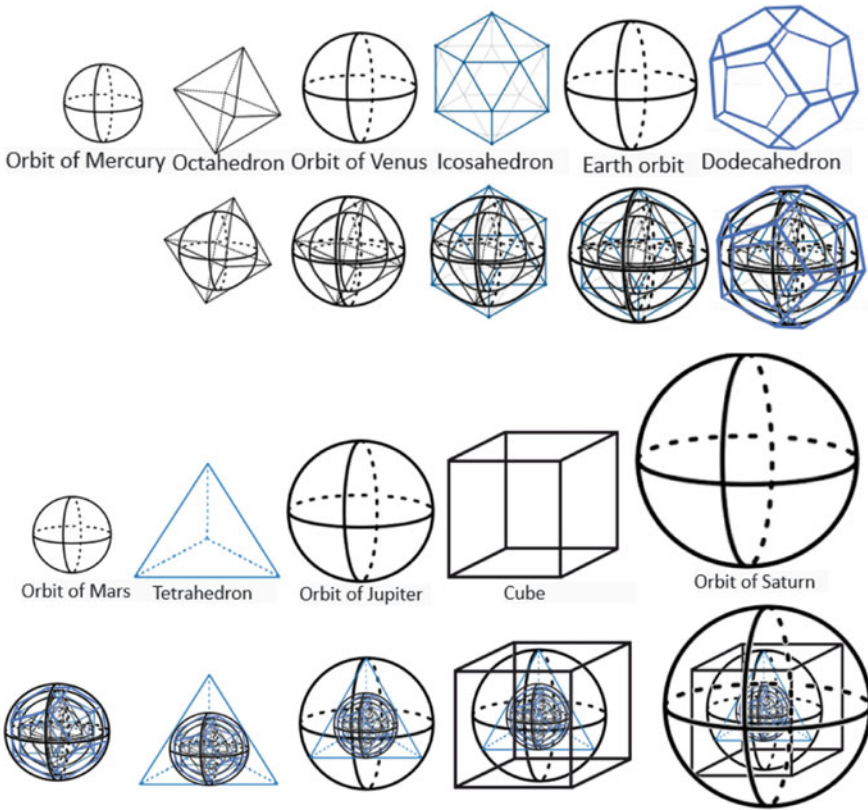 Orbit of Mercury Octahedron Orbit of Venus Icosahedron Earth orbit Dodecahedron
Orbit of Mars Tetrahedron Orbit of Jupiter Cube Orbit of Saturn